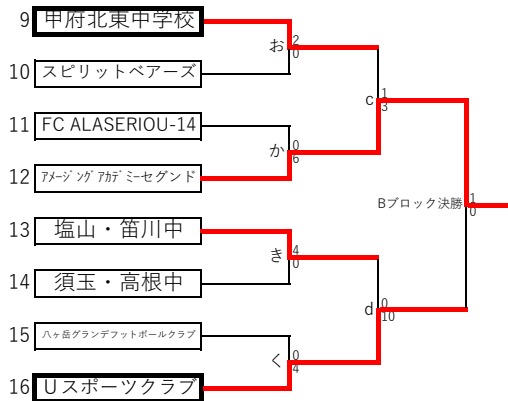 9 甲府北東中学校
お 2
0
10 スピリットベアーズ
c 1
3
11 FC ALASERIOU-14
か 0
6
12 アメージングアカデミーセグンド
Bブロック決勝 1
0
13 塩山・笛川中
き 4
0
14 須玉・高根中
d 0
10
15 八ヶ岳グランデフットボールクラブ
く 0
4
16 Uスポーツクラブ